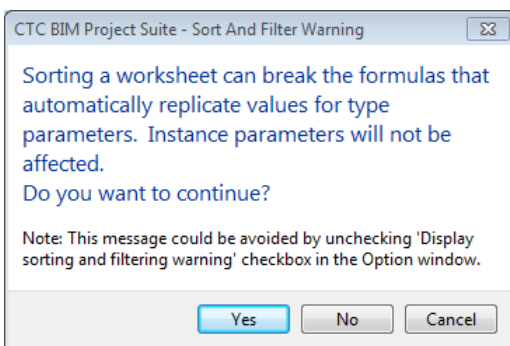 CTC BIM Project Suite - Sort And Filter Warning
Sorting a worksheet can break the formulas that
automatically replicate values for type
parameters. Instance parameters will not be
affected.
Do you want to continue?
Note: This message could be avoided by unchecking 'Display
sorting and filtering warning' checkbox in the Option window.
Yes No Cancel